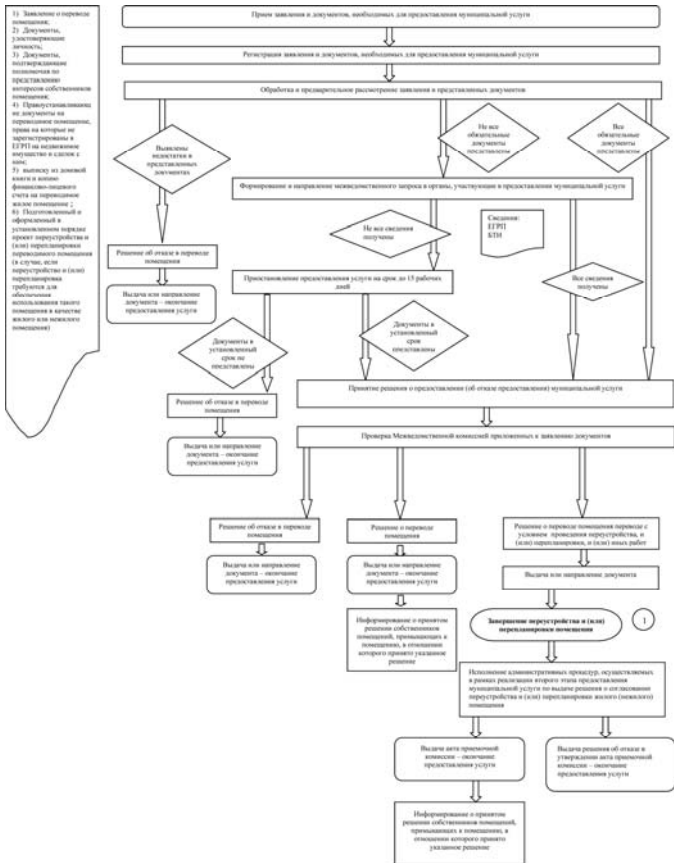 1) Заявление о переводе
помещения;
2) Документы,
удостоверяющие
личность;
3) Документы,
подтверждающие
полномочия по
представлению
интересов собственников
помещения;
4) Правоустанавливающ
ие документы на
переводимое помещение,
права на которые не
зарегистрированы в
ЕГРП на недвижимое
имущество и сделок с
ним;
5) выписку из домовой
книги и копию
финансово-лицевого
счета на переводимое
жилое помещение ;
6) Подготовленный и
оформленный в
установленном порядке
проект переустройства и
(или) перепланировки
переводимого помещения
(в случае, если
переустройство и (или)
перепланировка
требуются для
обеспечения
использования такого
помещения в качестве
жилого или нежилого
помещения)
Прием заявления и документов, необходимых для предоставления муниципальной услуги
Регистрация заявления и документов, необходимых для предоставления муниципальной услуги
Обработка и предварительное рассмотрение заявления и представленных документов
Выявлены
недостатки в
представленных
документах
Не все
обязательные
документы
представлены
Все
обязательные
документы
представлены
Формирование и направление межведомственного запроса в органы, участвующие в предоставлении муниципальной услуги
Не все сведения
получены
Сведения:
ЕГРП
БТИ
Решение об отказе в переводе
помещения
Выдача или направление
документа – окончание
предоставления услуги
Приостановление предоставления услуги на срок до 15 рабочих
дней
Все сведения
получены
Документы в
установленный
срок не
представлены
Документы в
установленный
срок
представлены
Принятие решения о предоставлении (об отказе предоставления) муниципальной услуги
Решение об отказе в переводе
помещения
Проверка Межведомственной комиссией приложенных к заявлению документов
Выдача или направление
документа – окончание
предоставления услуги
Решение об отказе в переводе
помещения
Решение о переводе
помещения
Решение о переводе помещения переводе с
условием проведения переустройства, и
(или) перепланировки, и (или) иных работ
Выдача или направление
документа – окончание
предоставления услуги
Выдача или направление
документа – окончание
предоставления услуги
Выдача или направление документа
Информирование о принятом
решении собственников
помещений, примыкающих к
помещению, в отношении
которого принято указанное
решение
Завершение переустройства и (или)
перепланировки помещения
1
Исполнение административных процедур, осуществляемых
в рамках реализации второго этапа предоставления
муниципальной услуги по выдаче решения о согласовании
переустройства и (или) перепланировки жилого (нежилого)
помещения
Выдача акта приемочной
комиссии – окончание
предоставления услуги
Выдача решения об отказе в
утверждении акта приемочной
комиссии – окончание
предоставления услуги
Информирование о принятом
решении собственников помещений,
примыкающих к помещению, в
отношении которого принято
указанное решение